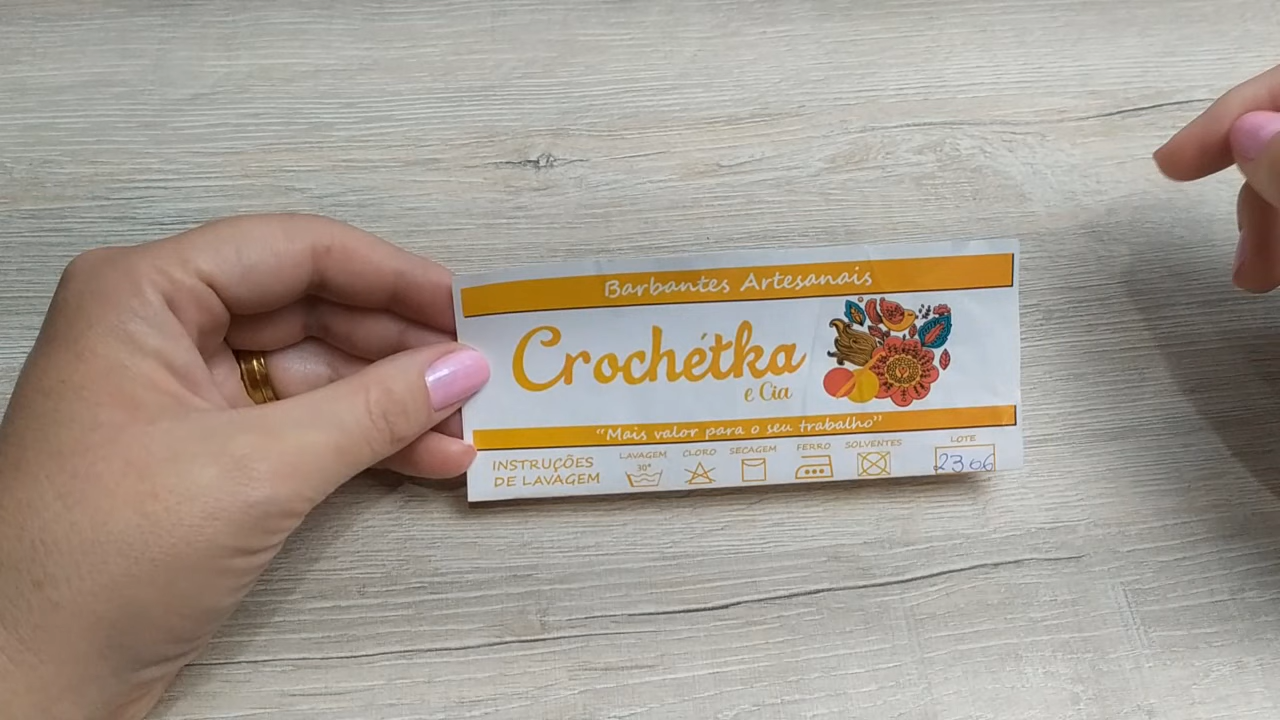 Barbantes Artesanais
Crochétka
e Cia
"Mais valor para o seu trabalho"
INSTRUÇÕES
DE LAVAGEM
LAVAGEM
30°
CLORO
SECAGEM
FERRO
SOLVENTES
LOTE
2366